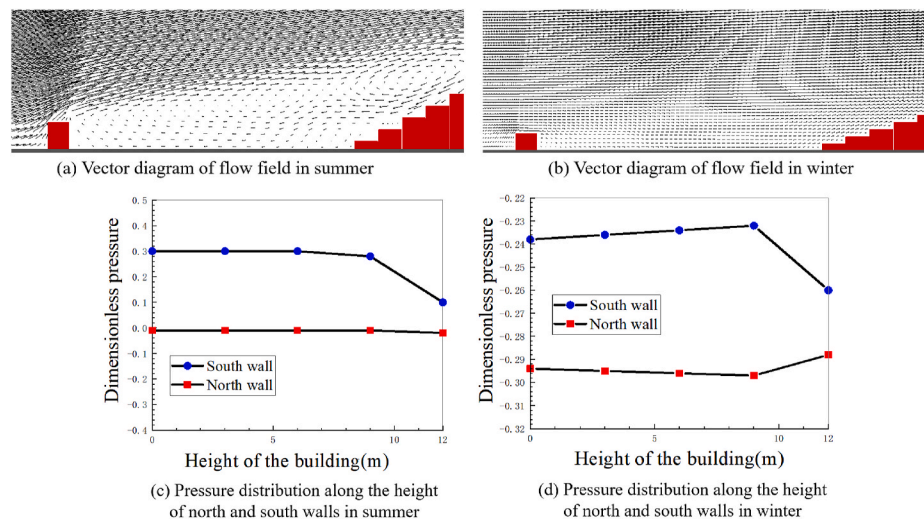 (a) Vector diagram of flow field in summer
(b) Vector diagram of flow field in winter
Dimensionless pressure
0.5
0.4
0.3
0.2
0.1
0.0
-0.1
-0.2
-0.3
-0.4
South wall
North wall
0
5
10
12
Height of the building(m)
(c) Pressure distribution along the height
of north and south walls in summer
Dimensionless pressure
-0.22
-0.23
-0.24
-0.25
-0.26
-0.27
-0.28
-0.29
-0.30
-0.31
-0.32
South wall
North wall
0
5
10
12
Height of the building(m)
(d) Pressure distribution along the height
of north and south walls in winter